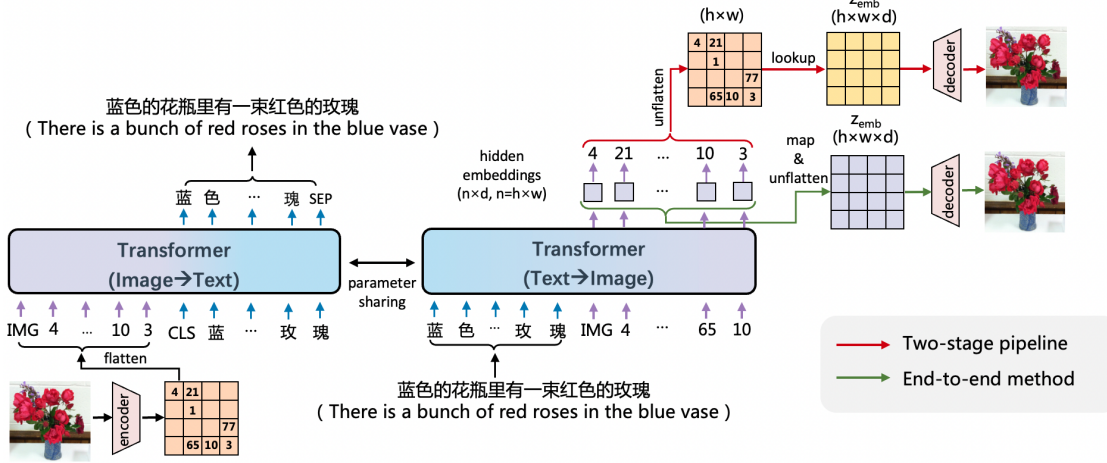 蓝色的花瓶里有一束红色的玫瑰
( There is a bunch of red roses in the blue vase )
蓝 色 ... 瑰 SEP
Transformer
(Image→Text)
IMG 4 ... 10 3 CLS 蓝 ... 玫 瑰
flatten
encoder
4 21
1
77
65 10 3
parameter
sharing
(h×w)
4 21
1
77
65 10 3
unflatten
lookup
z_emb
(h×w×d)
decoder
hidden
embeddings
(n×d, n=h×w)
4 21 ... 10 3
...
map
&
unflatten
z_emb
(h×w×d)
decoder
Transformer
(Text→Image)
蓝 色 ... 玫 瑰 IMG 4 ... 65 10
蓝色的花瓶里有一束红色的玫瑰
( There is a bunch of red roses in the blue vase )
Two-stage pipeline
End-to-end method